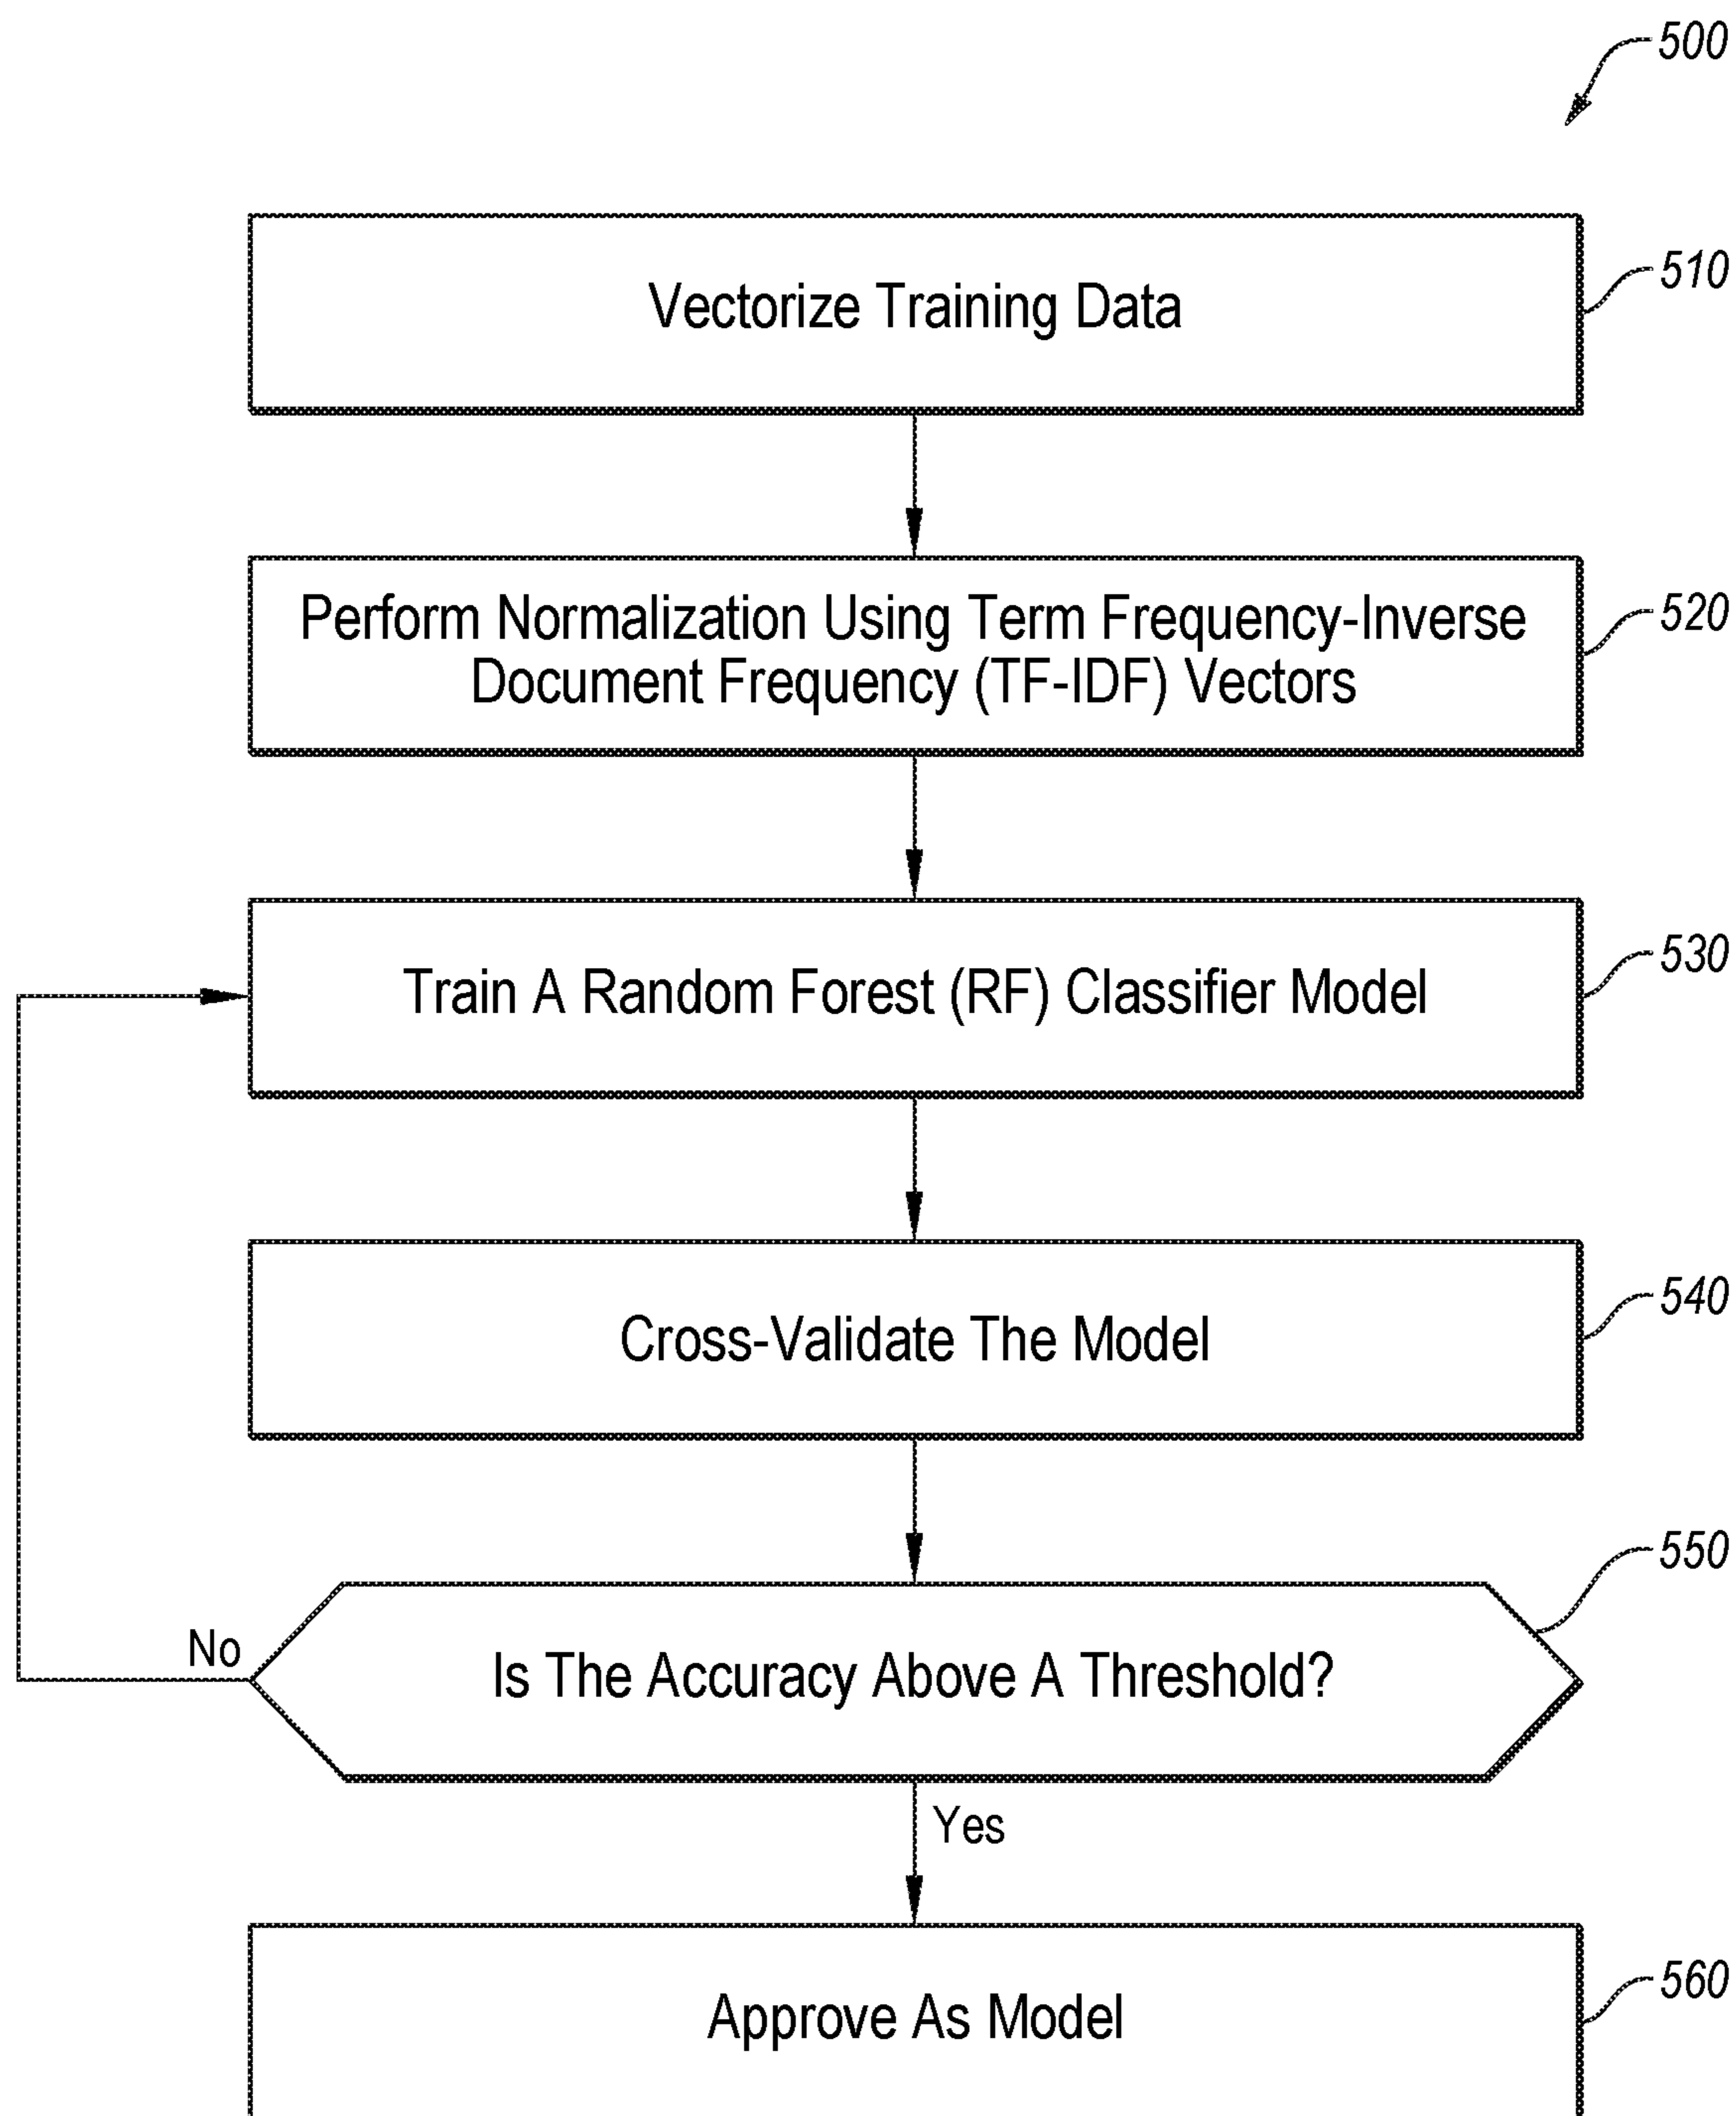 500
Vectorize Training Data
510
Perform Normalization Using Term Frequency-Inverse
Document Frequency (TF-IDF) Vectors
520
Train A Random Forest (RF) Classifier Model
530
Cross-Validate The Model
540
Is The Accuracy Above A Threshold?
550
No
Yes
Approve As Model
560